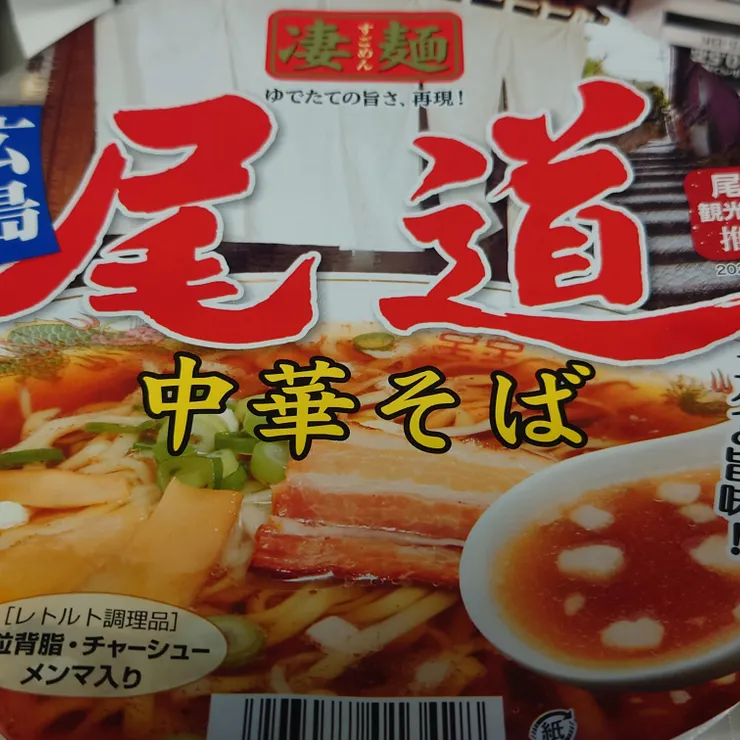 凄麺
すごめん
ゆでたての旨さ、再現!
広島
尾道
尾
観光
推
202
中華そば
旨味!
[レトルト調理品]
粒背脂・チャーシュー
メンマ入り
紙